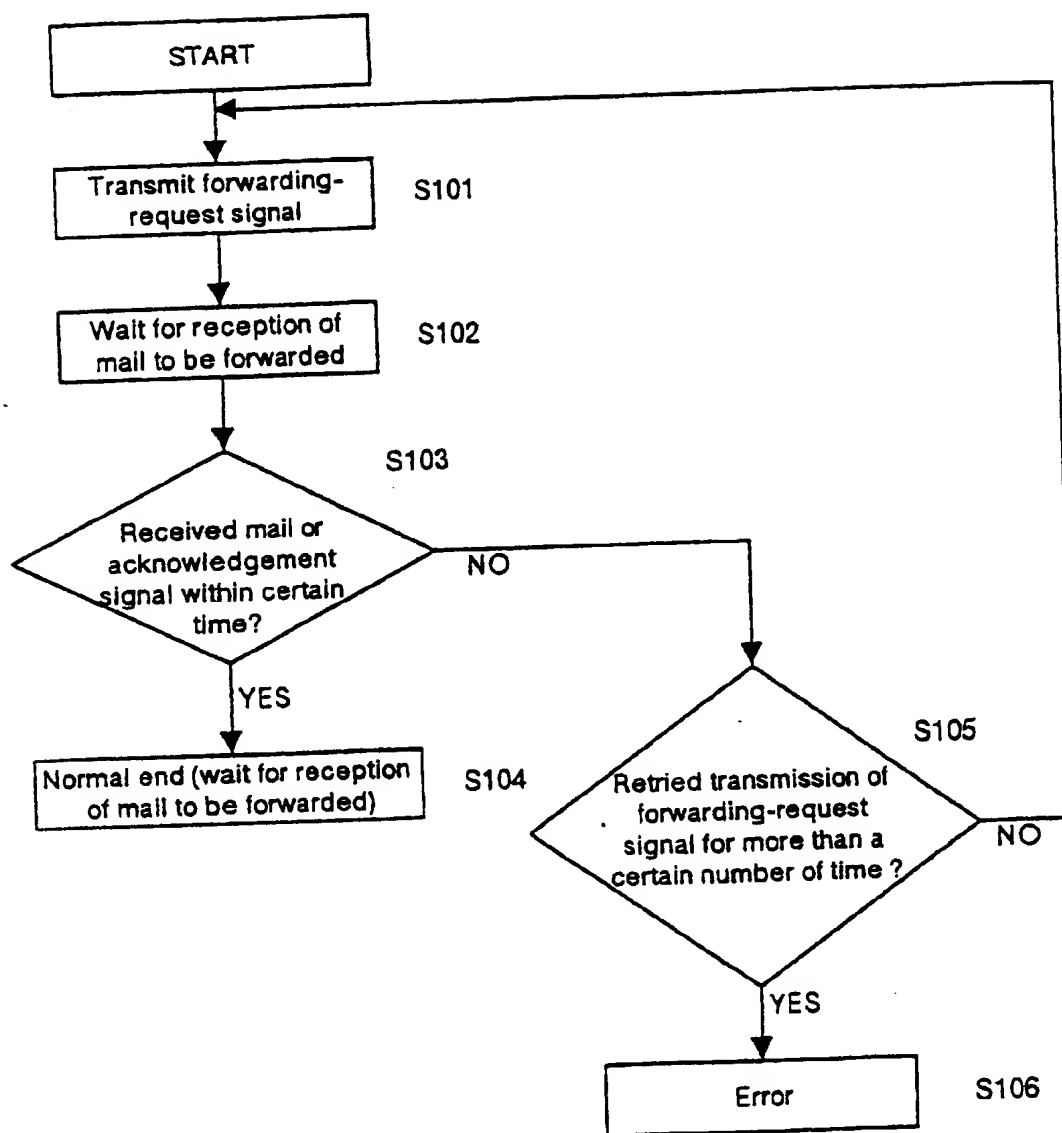 START
Transmit forwarding-
request signal
S101
Wait for reception of
mail to be forwarded
S102
S103
Received mail or
acknowledgement
signal within certain
time?
NO
YES
Normal end (wait for reception
of mail to be forwarded)
S104
S105
Retried transmission of
forwarding-request
signal for more than a
certain number of time ?
NO
YES
Error
S106